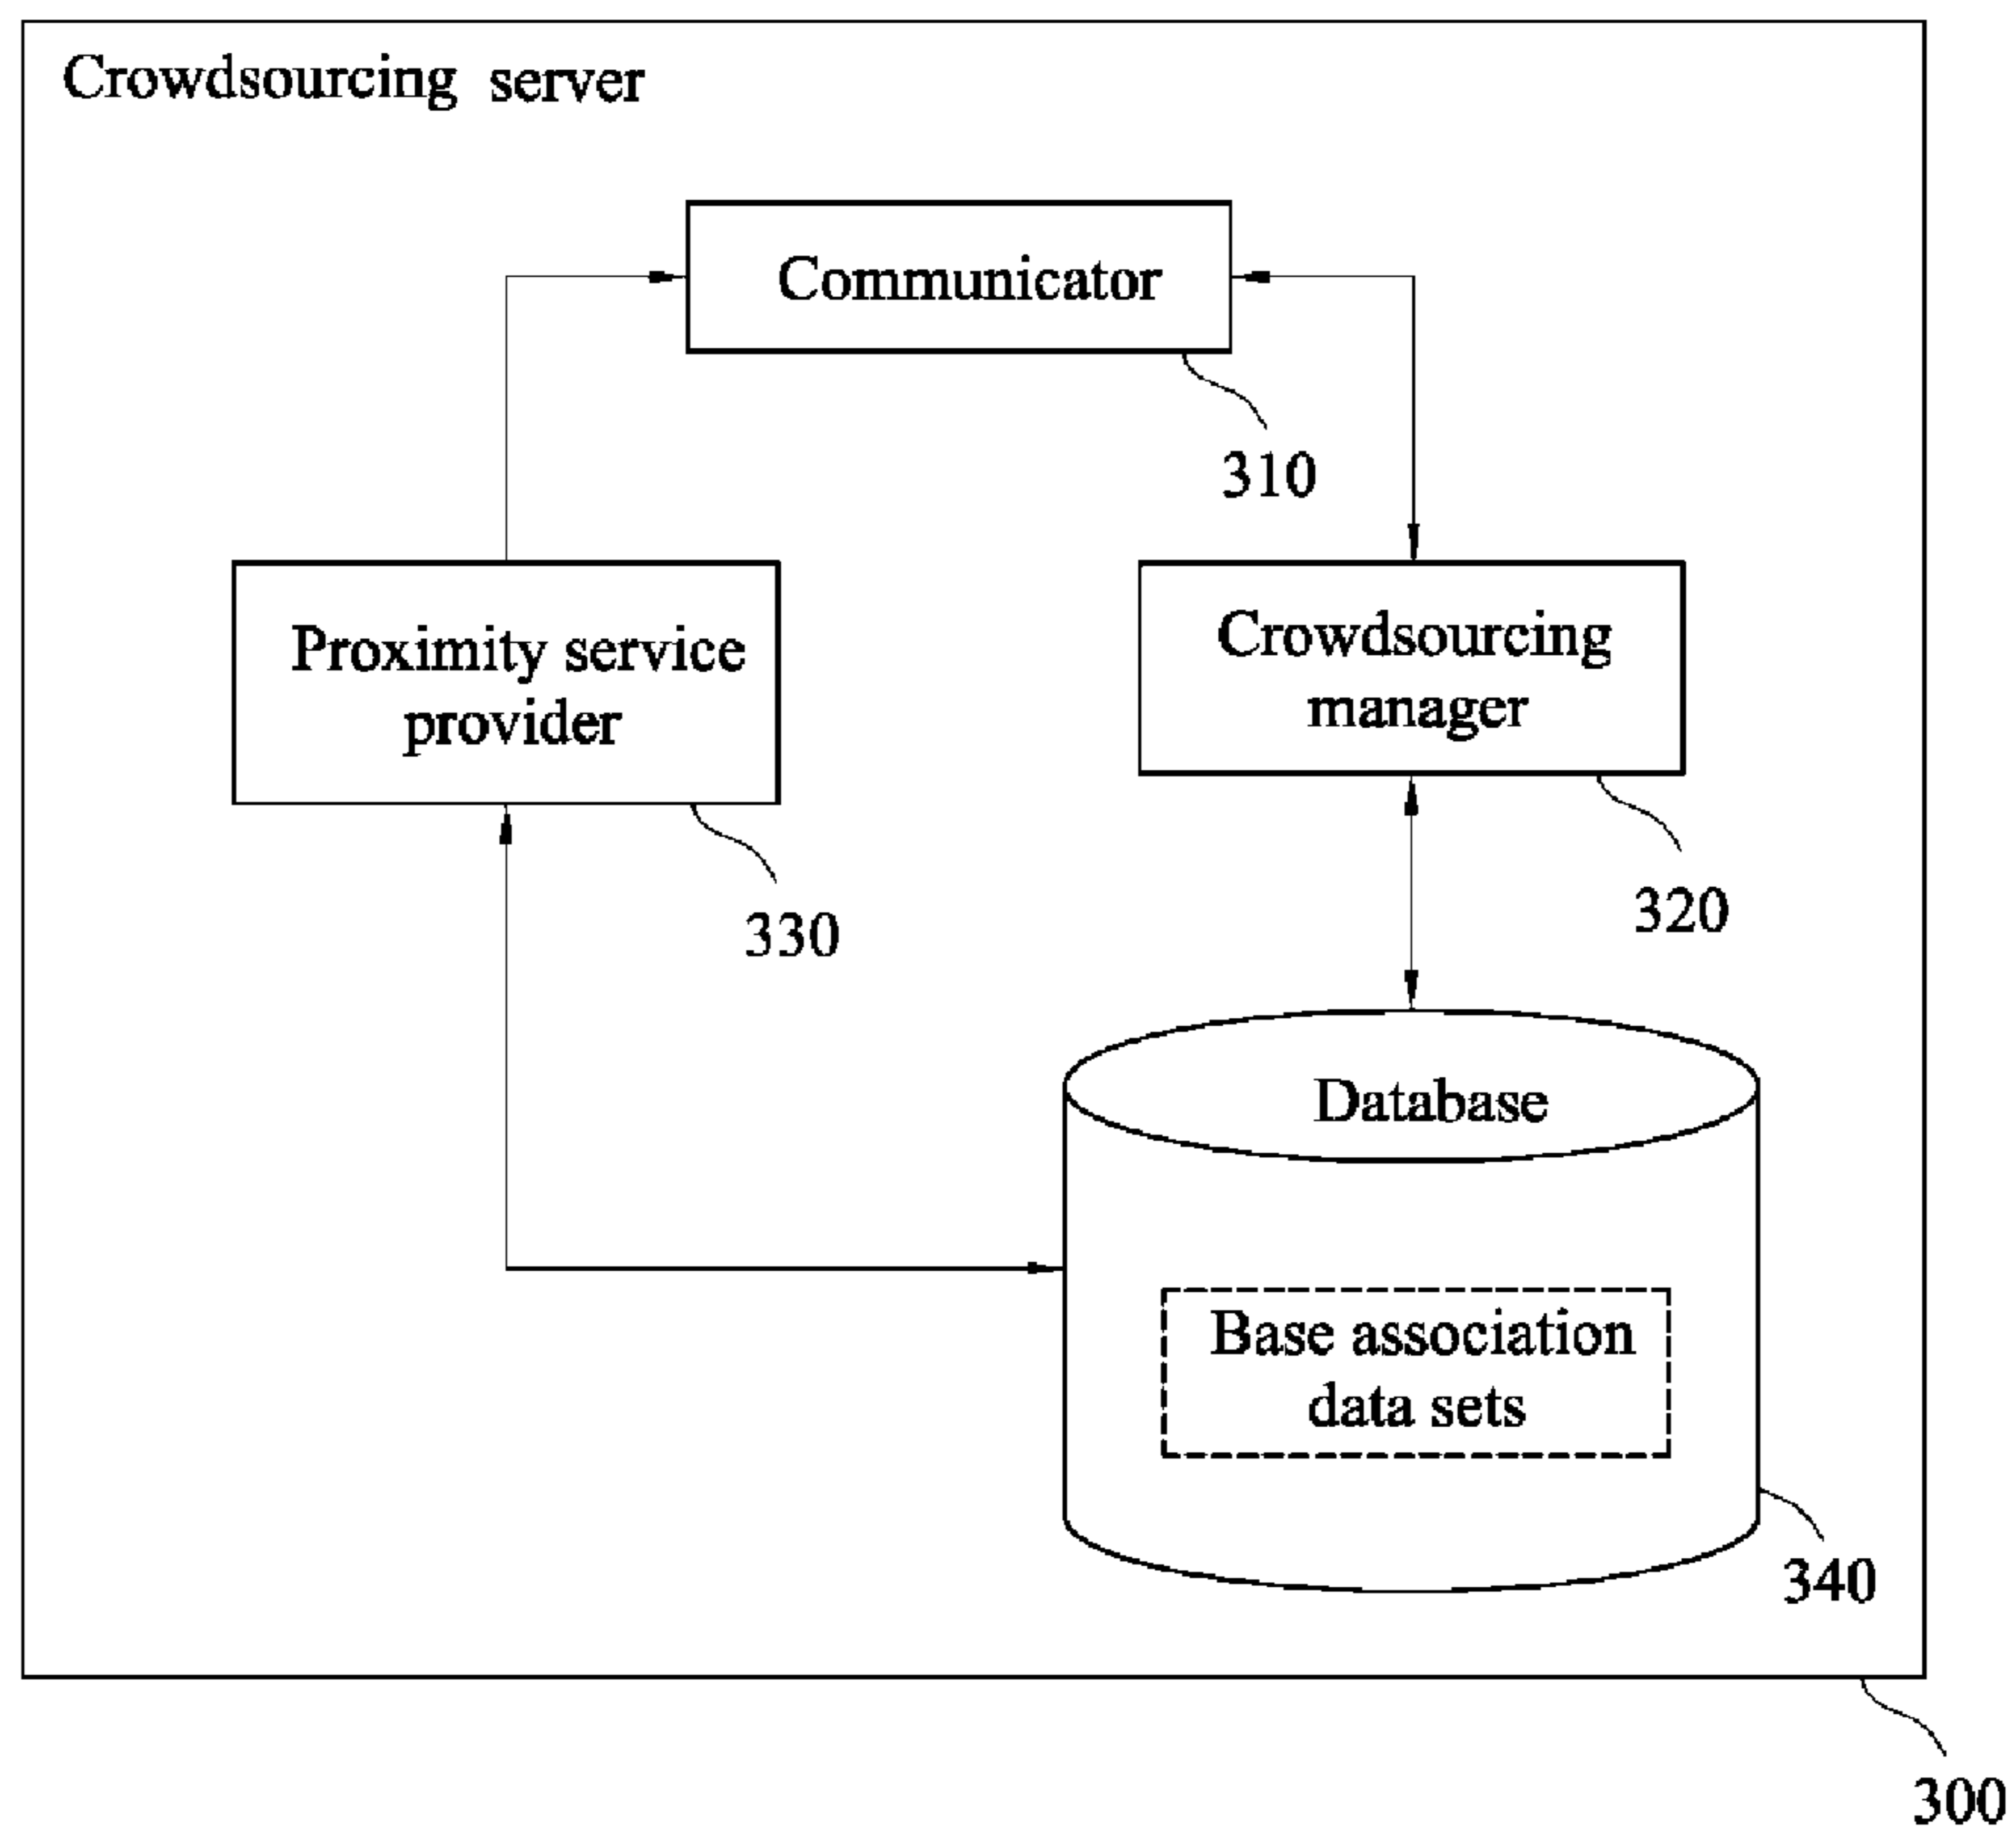 Crowdsourcing server
Communicator
310
Proximity service
provider
330
Crowdsourcing
manager
320
Database
Base association
data sets
340
300